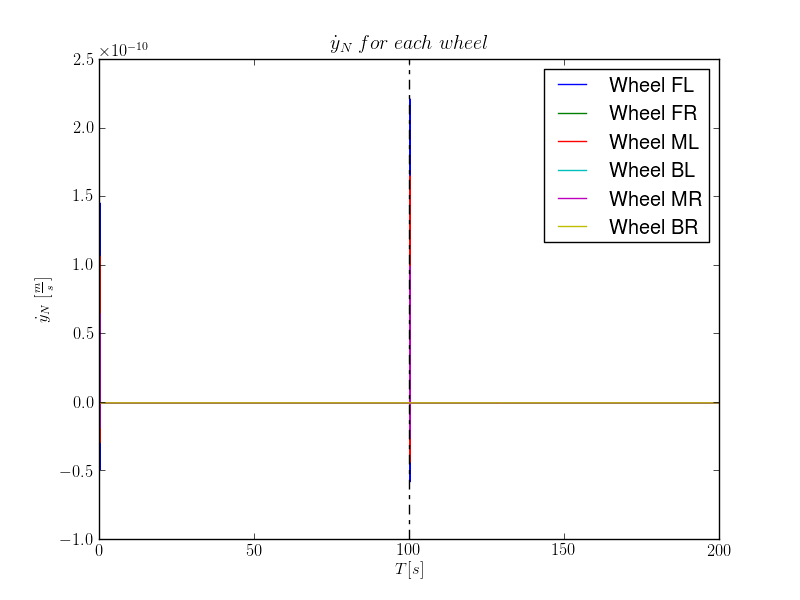 ẏ_N for each wheel
×10⁻¹⁰
2.5
2.0
1.5
1.0
0.5
0.0
−0.5
−1.0
ẏ_N [m/s]
0 50 100 150 200
T[s]
Wheel FL
Wheel FR
Wheel ML
Wheel BL
Wheel MR
Wheel BR